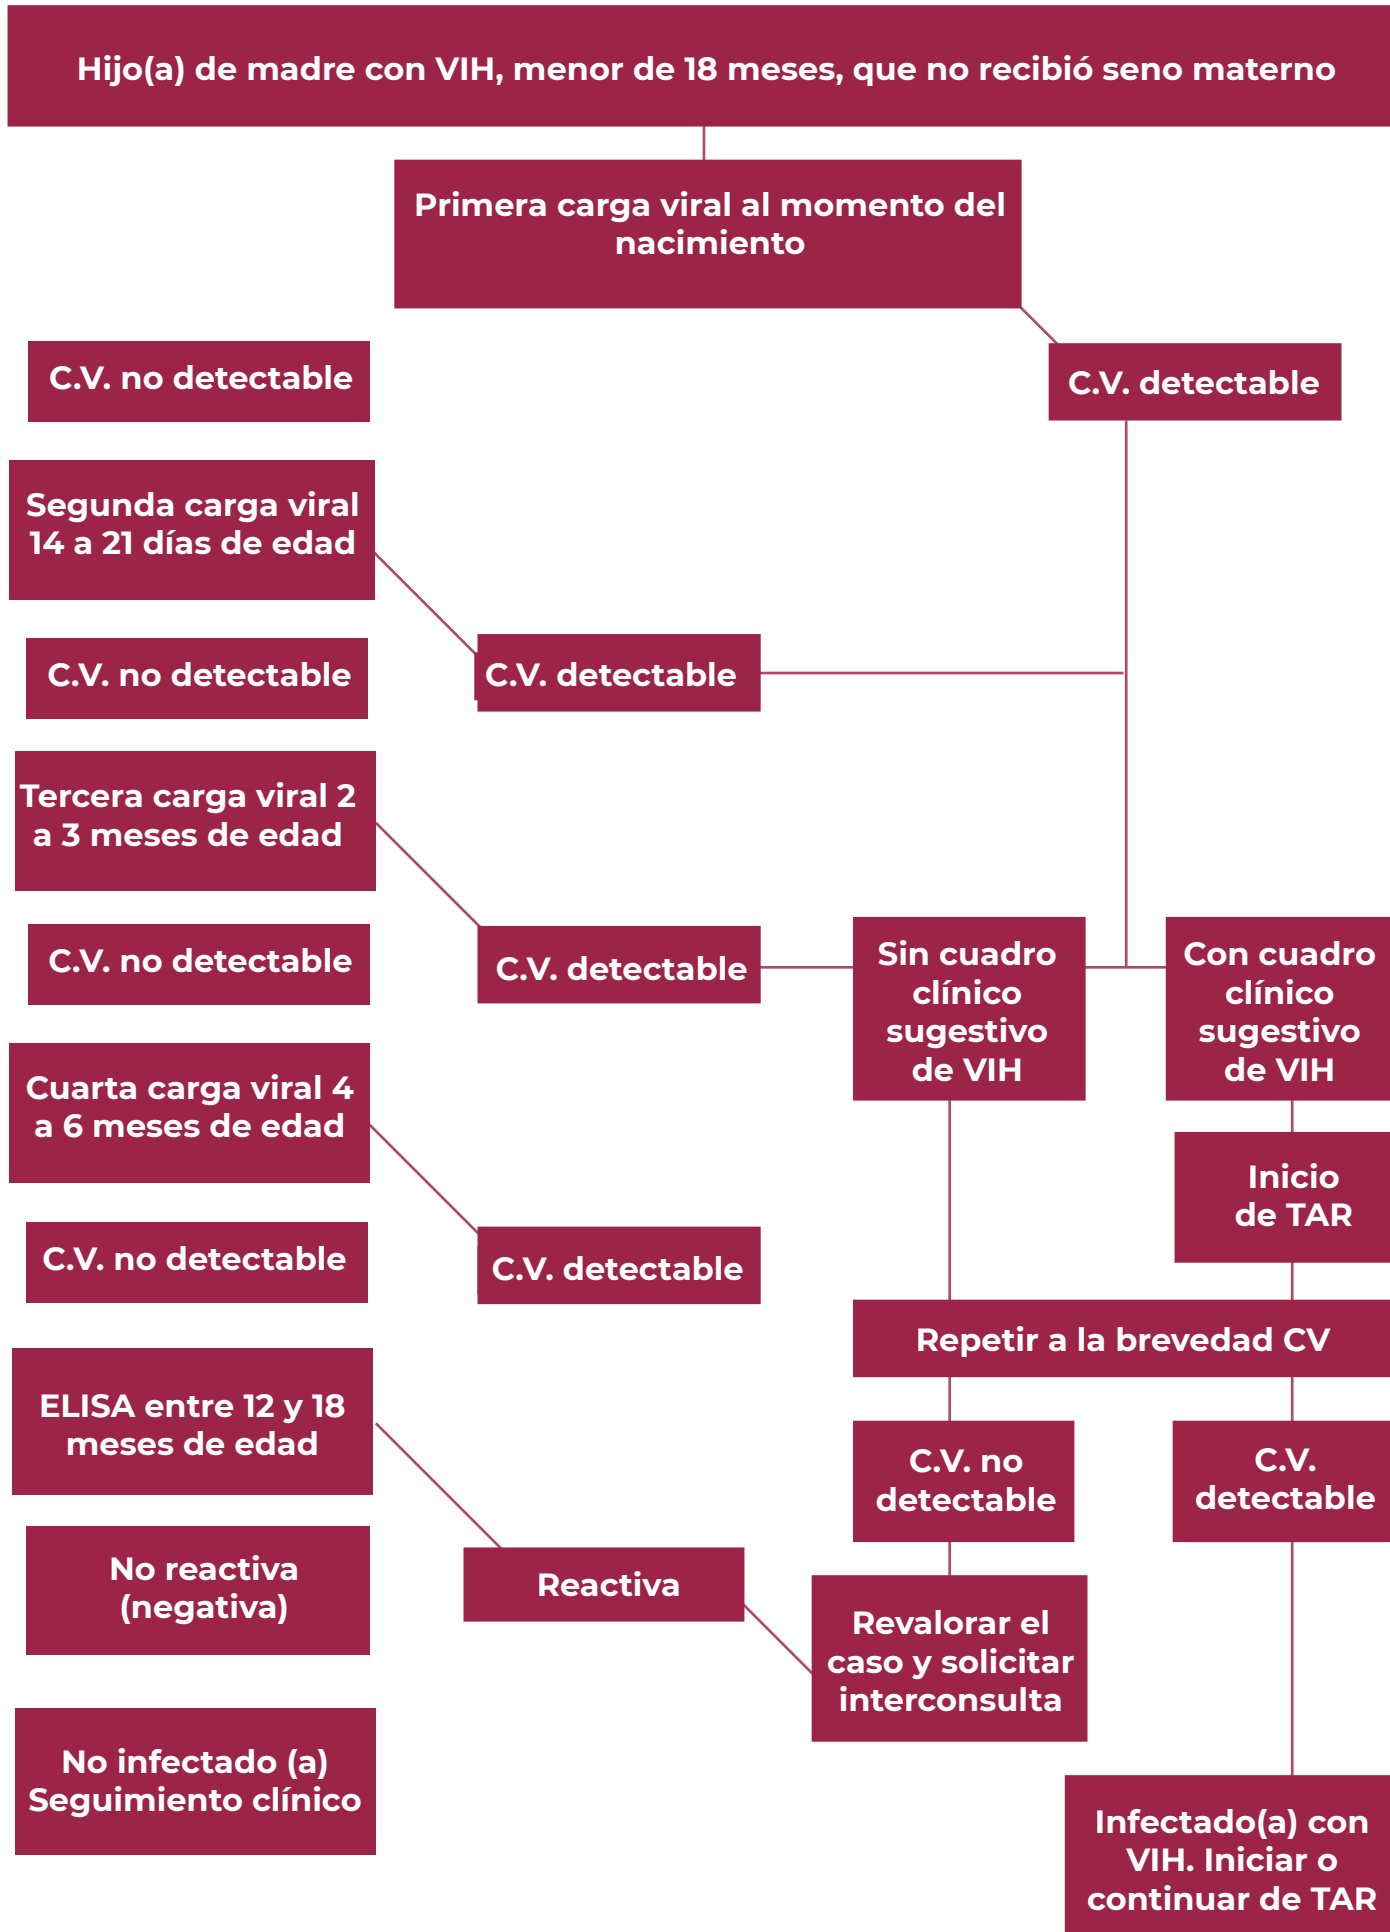 Hijo(a) de madre con VIH, menor de 18 meses, que no recibió seno materno
Primera carga viral al momento del
nacimiento
C.V. no detectable
C.V. detectable
Segunda carga viral
14 a 21 días de edad
C.V. no detectable
C.V. detectable
Tercera carga viral 2
a 3 meses de edad
C.V. no detectable
C.V. detectable
Sin cuadro
clínico
sugestivo
de VIH
Con cuadro
clínico
sugestivo
de VIH
Cuarta carga viral 4
a 6 meses de edad
Inicio
de TAR
C.V. no detectable
C.V. detectable
Repetir a la brevedad CV
ELISA entre 12 y 18
meses de edad
C.V. no
detectable
C.V.
detectable
No reactiva
(negativa)
Reactiva
Revalorar el
caso y solicitar
interconsulta
No infectado (a)
Seguimiento clínico
Infectado(a) con
VIH. Iniciar o
continuar de TAR